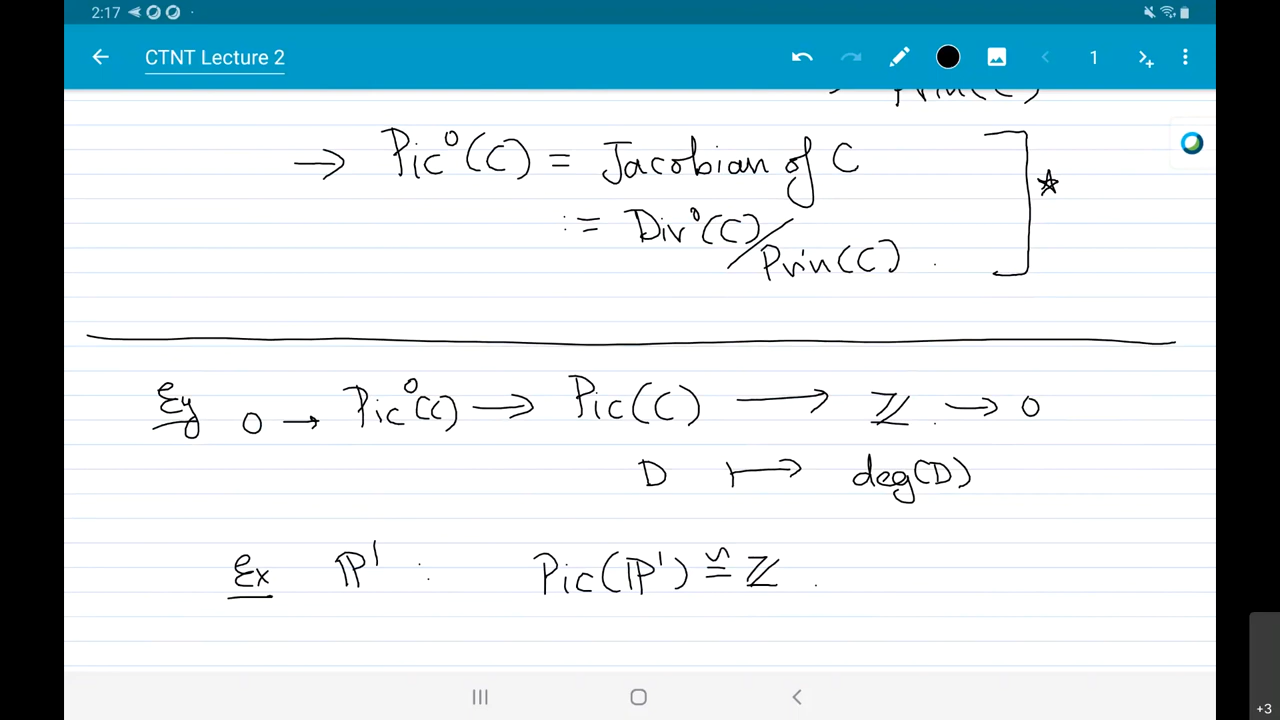 2:17
CTNT Lecture 2
1
Prin(C)
→ Pic⁰(C) = Jacobian of C
:= Div⁰(C)/Prin(C).
★
Eg 0 → Pic⁰(C) → Pic(C) → ℤ → 0
D ↦ deg(D)
Ex ℙ¹ : Pic(ℙ¹) ≅ ℤ.
+3